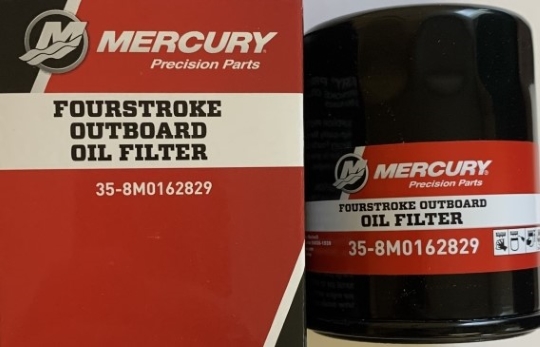 MERCURY
Precision Parts
FOURSTROKE
OUTBOARD
OIL FILTER
35-8M0162829
MERCURY
Precision Parts
FOURSTROKE OUTBOARD
OIL FILTER
35-8M0162829